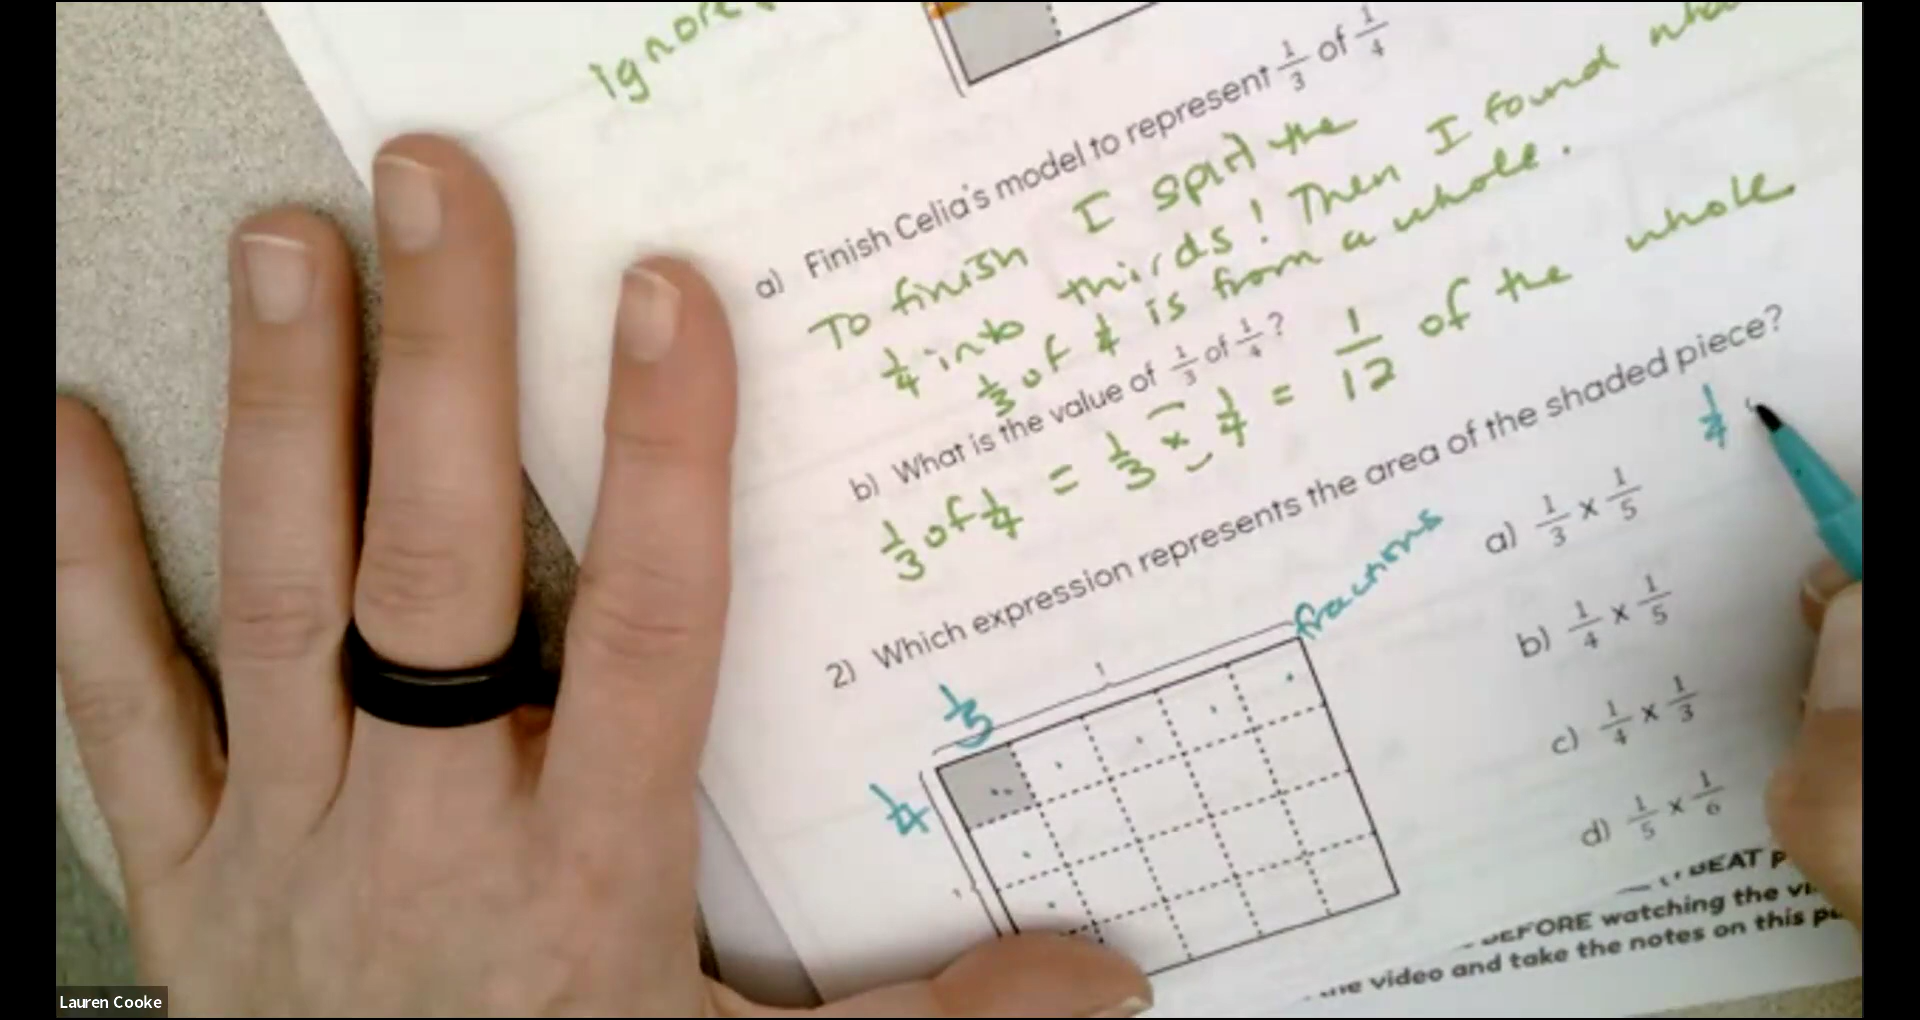 Ignore
a) Finish Celia's model to represent 1/3 of 1/4
To finish I split the
1/4 into thirds! Then I found
1/3 of 1/4 is from a whole.
b) What is the value of 1/3 of 1/4?
1/3 of 1/4 = 1/3 x 1/4 = 1/12 of the whole
2) Which expression represents the area of the shaded piece?
1/4
fractions
1/5
1
1/4
1
a) 1/3 x 1/5
b) 1/4 x 1/5
c) 1/4 x 1/3
d) 1/5 x 1/6
BEFORE watching the
video and take the notes on this
Lauren Cooke